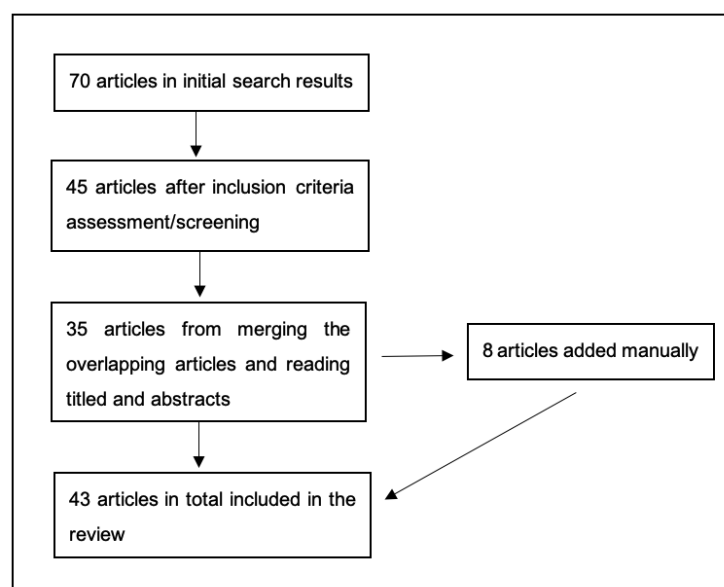 70 articles in initial search results
45 articles after inclusion criteria
assessment/screening
35 articles from merging the
overlapping articles and reading
titled and abstracts
8 articles added manually
43 articles in total included in the
review